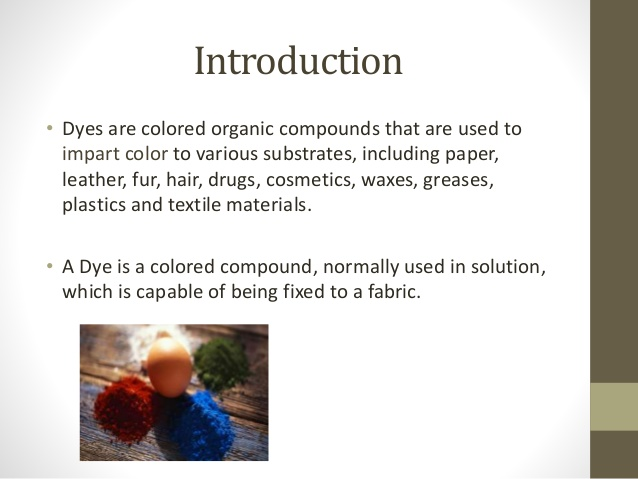 Introduction
• Dyes are colored organic compounds that are used to
impart color to various substrates, including paper,
leather, fur, hair, drugs, cosmetics, waxes, greases,
plastics and textile materials.
• A Dye is a colored compound, normally used in solution,
which is capable of being fixed to a fabric.